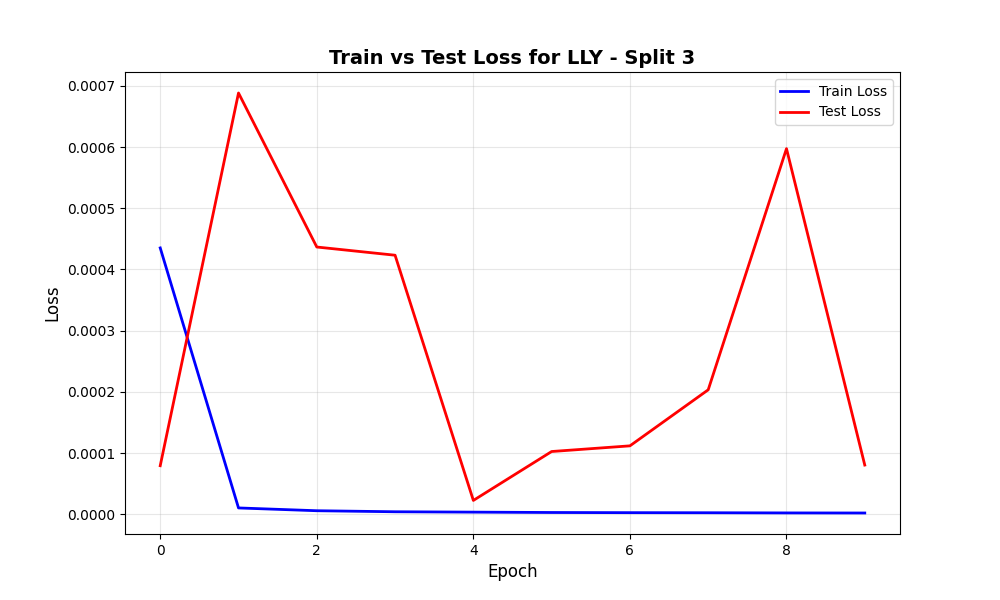 Train vs Test Loss for LLY - Split 3
Train Loss
Test Loss
0.0007
0.0006
0.0005
0.0004
0.0003
0.0002
0.0001
0.0000
Loss
0 2 4 6 8
Epoch